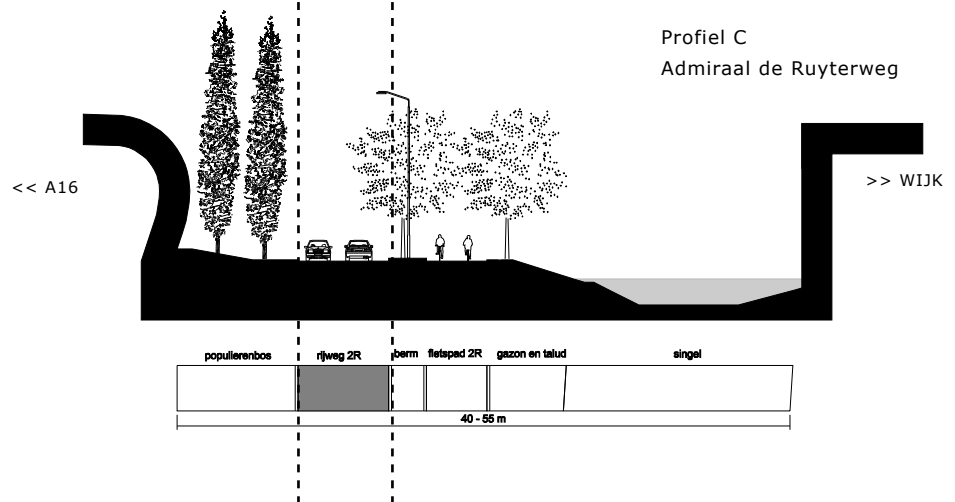 Profiel C
Admiraal de Ruyterweg
<< A16
>> WIJK
populierenbos
rijweg 2R
berm
fietspad 2R
gazon en talud
singel
40 - 55 m